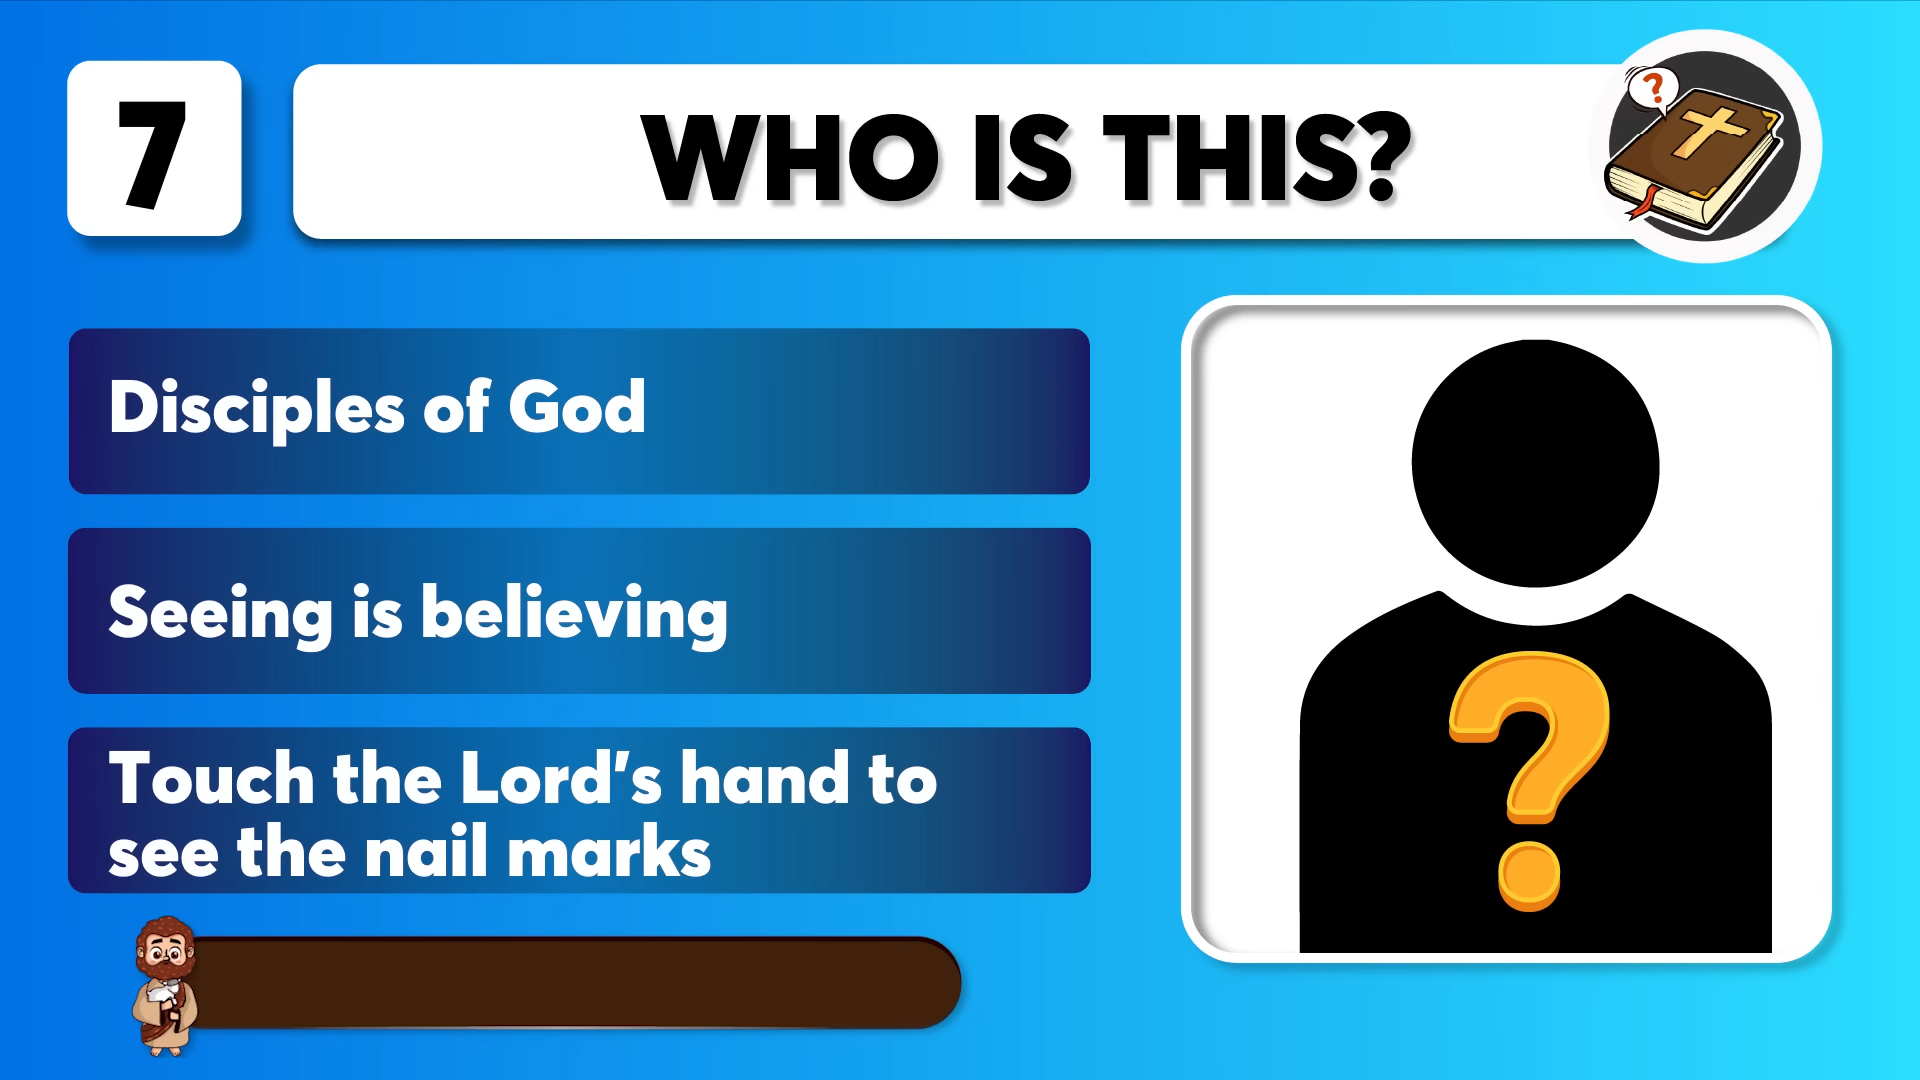 7
WHO IS THIS?
?
Disciples of God
Seeing is believing
Touch the Lord's hand to
see the nail marks
?